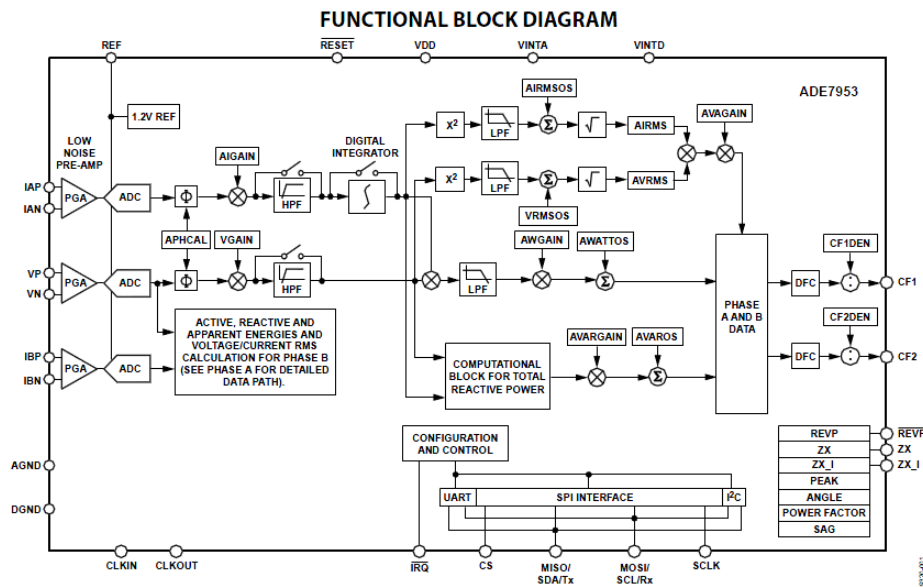 FUNCTIONAL BLOCK DIAGRAM
REF
RESET
VDD
VINTA
VINTD
ADE7953
1.2V REF
LOW
NOISE
PRE-AMP
AIGAIN
DIGITAL
INTEGRATOR
AIRMSOS
AVAGAIN
X²
LPF
Σ
√
AIRMS
IAP
IAN
PGA
ADC
Φ
HPF
∫
X²
LPF
Σ
√
AVRMS
VRMSOS
APHCAL
VGAIN
AWGAIN
AWATTOS
VP
VN
PGA
ADC
Φ
HPF
LPF
Σ
PHASE
A AND B
DATA
CF1DEN
DFC
:
CF1
CF2DEN
DFC
:
CF2
ACTIVE, REACTIVE AND
APPARENT ENERGIES AND
VOLTAGE/CURRENT RMS
CALCULATION FOR PHASE B
(SEE PHASE A FOR DETAILED
DATA PATH).
IBP
IBN
PGA
ADC
COMPUTATIONAL
BLOCK FOR TOTAL
REACTIVE POWER
AVARGAIN
AVAROS
Σ
CONFIGURATION
AND CONTROL
REVP
ZX
ZX_I
PEAK
ANGLE
POWER FACTOR
SAG
REVP
ZX
ZX_I
AGND
DGND
UART
SPI INTERFACE
I²C
CLKIN
CLKOUT
IRQ
CS
MISO/
SDA/Tx
MOSI/
SCL/Rx
SCLK